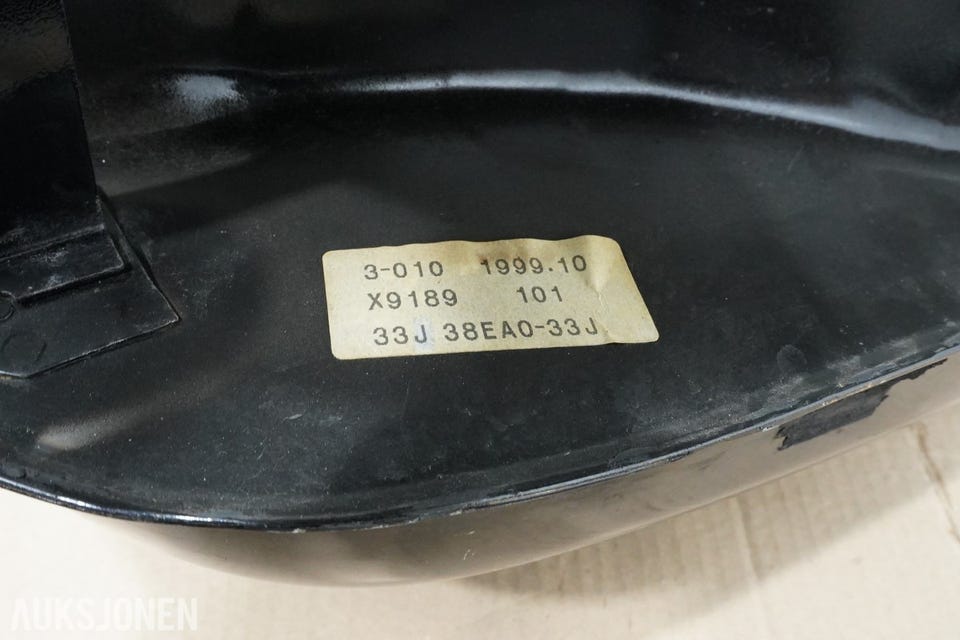 3-010 1999.10
X9189 101
33J 38EA0-33J
AUKSJONEN